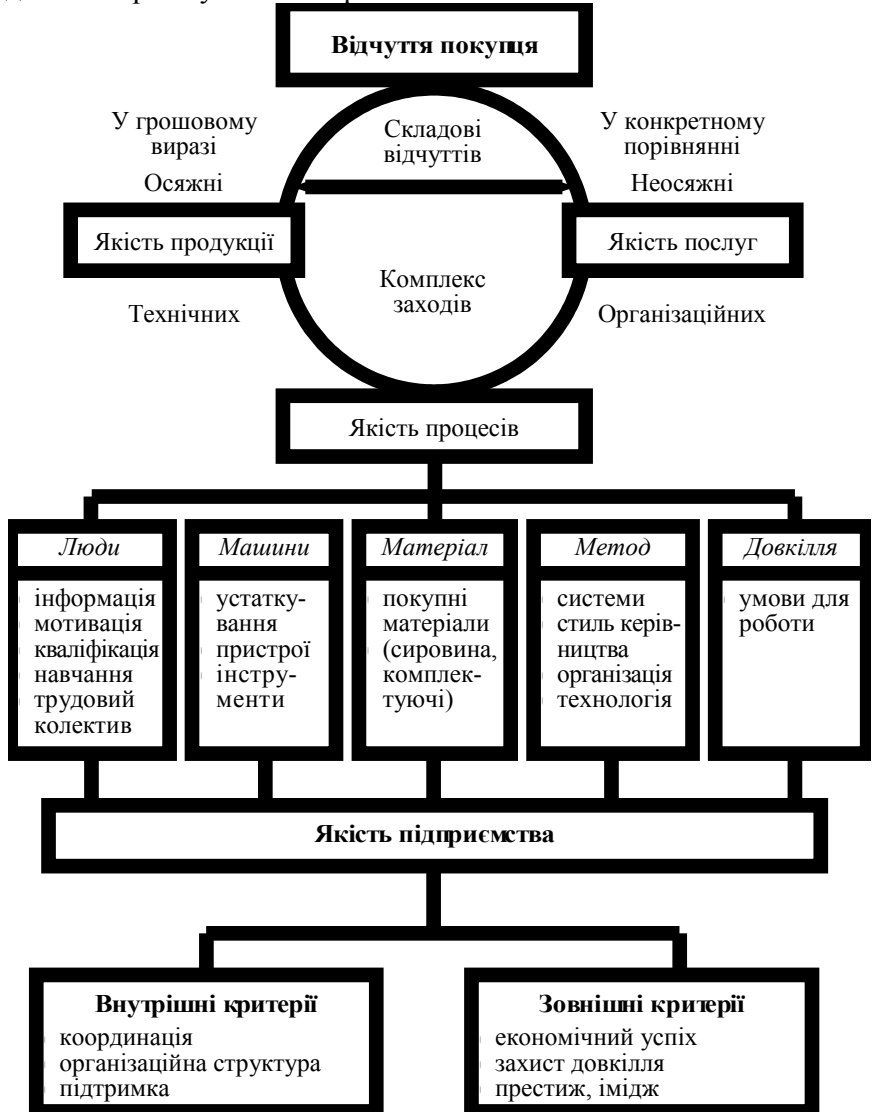 Відчуття покупця
У грошовому
виразі
Осяжні
Складові
відчуттів
У конкретному
порівнянні
Неосяжні
Якість продукції
Якість послуг
Технічних
Комплекс
заходів
Організаційних
Якість процесів
Люди
інформація
мотивація
кваліфікація
навчання
трудовий
колектив
Машини
устатку-
вання
пристрої
інстру-
менти
Матеріал
покупні
матеріали
(сировина,
комплек-
туючі)
Метод
системи
стиль керів-
ництва
організація
технологія
Довкілля
умови для
роботи
Якість підприємства
Внутрішні критерії
координація
організаційна структура
підтримка
Зовнішні критерії
економічний успіх
захист довкілля
престиж, імідж